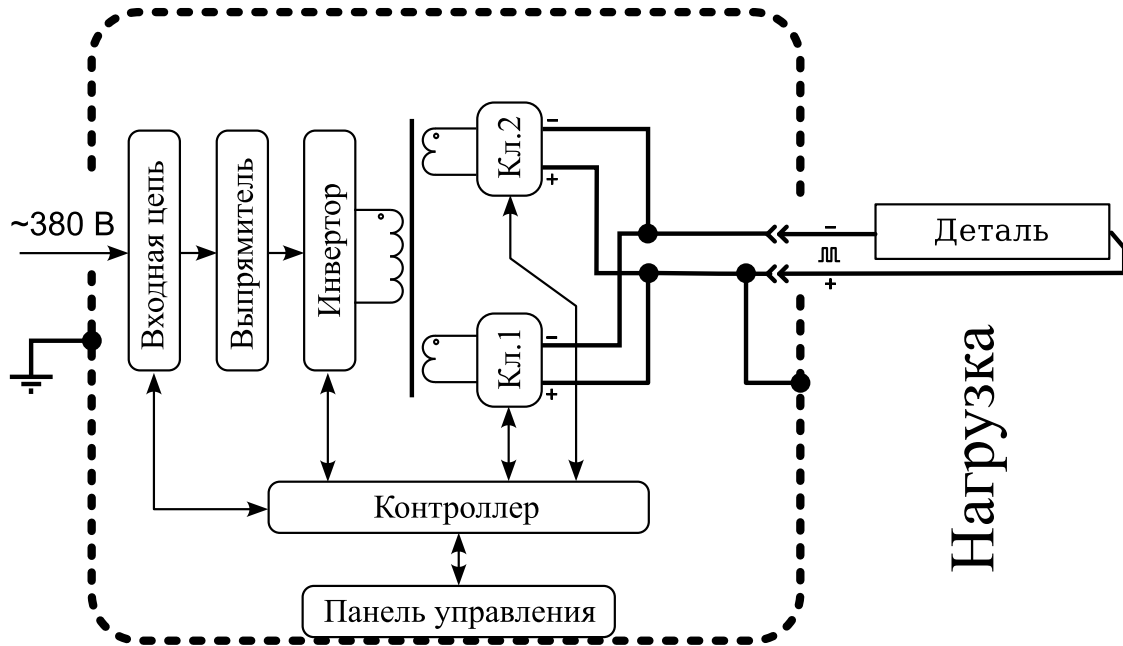 ~380 В
Входная цепь
Выпрямитель
Инвертор
Кл.2
−
+
Кл.1
−
+
−
+
Деталь
Нагрузка
Контроллер
Панель управления